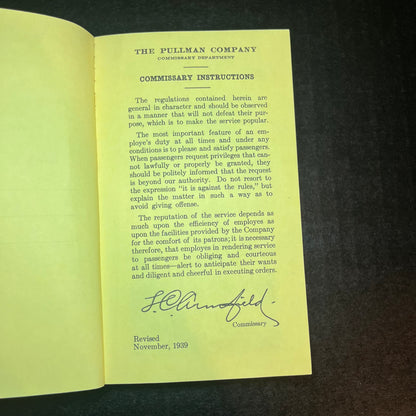 THE PULLMAN COMPANY
COMMISSARY DEPARTMENT
COMMISSARY INSTRUCTIONS
The regulations contained herein are
general in character and should be observed
in a manner that will not defeat their pur-
pose, which is to make the service popular.
The most important feature of an em-
ploye's duty at all times and under any
conditions is to please and satisfy passengers.
When passengers request privileges that can-
not lawfully or properly be granted, they
should be politely informed that the request
is beyond our authority. Do not resort to
the expression "it is against the rules," but
explain the matter in such a way as to
avoid giving offense.
The reputation of the service depends as
much upon the efficiency of employes as
upon the facilities provided by the Company
for the comfort of its patrons; it is necessary
therefore, that employes in rendering service
to passengers be obliging and courteous
at all times—alert to anticipate their wants
and diligent and cheerful in executing orders.
Commissary
Revised
November, 1939